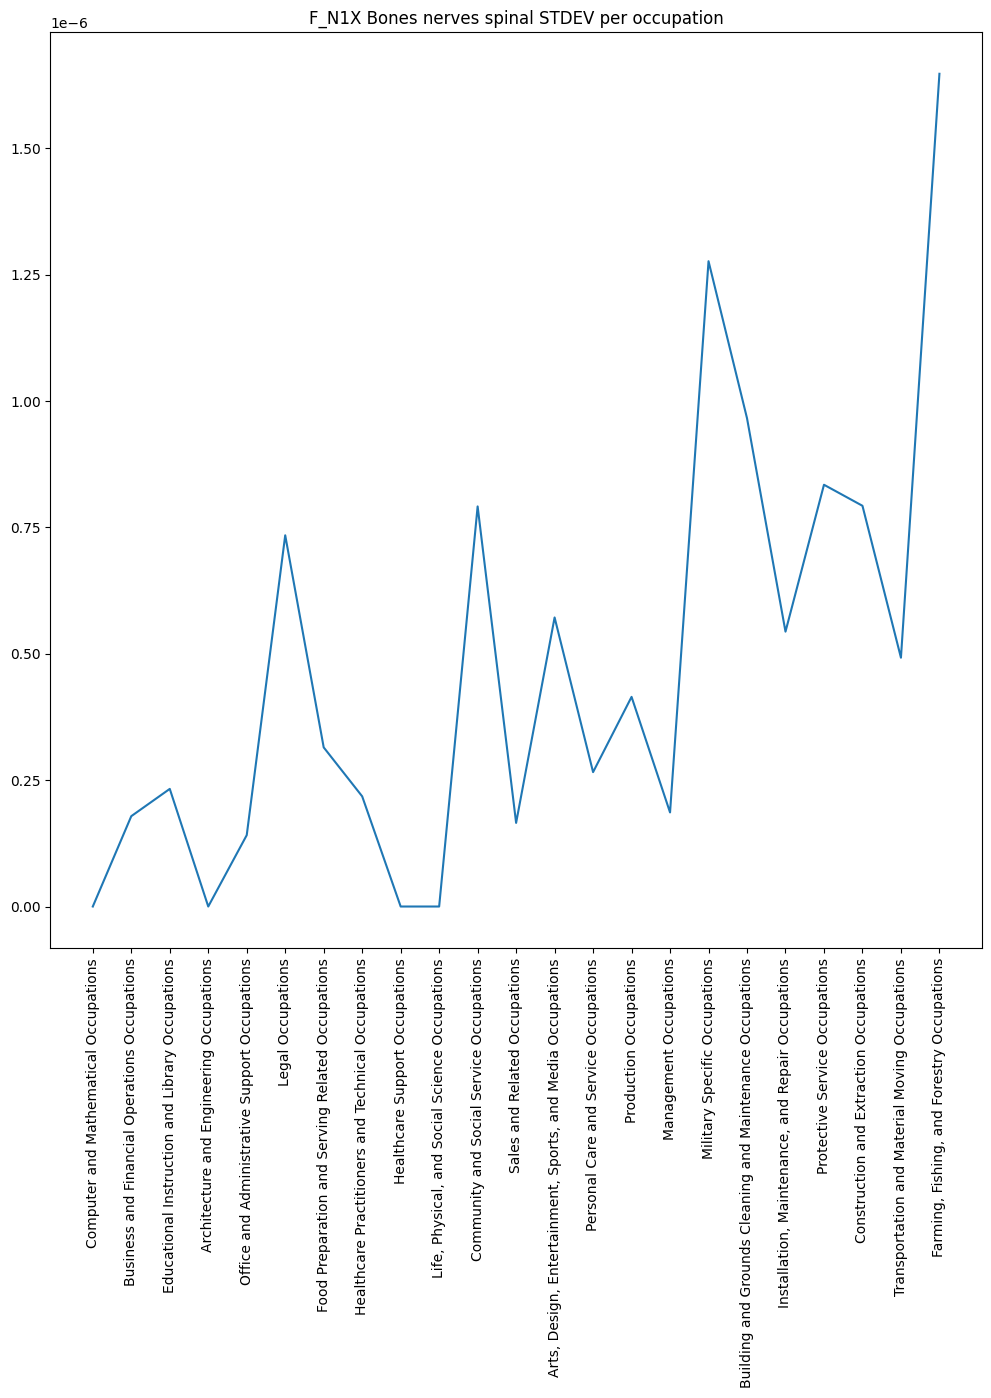 F_N1X Bones nerves spinal STDEV per occupation
1e−6
1.50
1.25
1.00
0.75
0.50
0.25
0.00
Computer and Mathematical Occupations
Business and Financial Operations Occupations
Educational Instruction and Library Occupations
Architecture and Engineering Occupations
Office and Administrative Support Occupations
Legal Occupations
Food Preparation and Serving Related Occupations
Healthcare Practitioners and Technical Occupations
Healthcare Support Occupations
Life, Physical, and Social Science Occupations
Community and Social Service Occupations
Sales and Related Occupations
Arts, Design, Entertainment, Sports, and Media Occupations
Personal Care and Service Occupations
Production Occupations
Management Occupations
Military Specific Occupations
Building and Grounds Cleaning and Maintenance Occupations
Installation, Maintenance, and Repair Occupations
Protective Service Occupations
Construction and Extraction Occupations
Transportation and Material Moving Occupations
Farming, Fishing, and Forestry Occupations